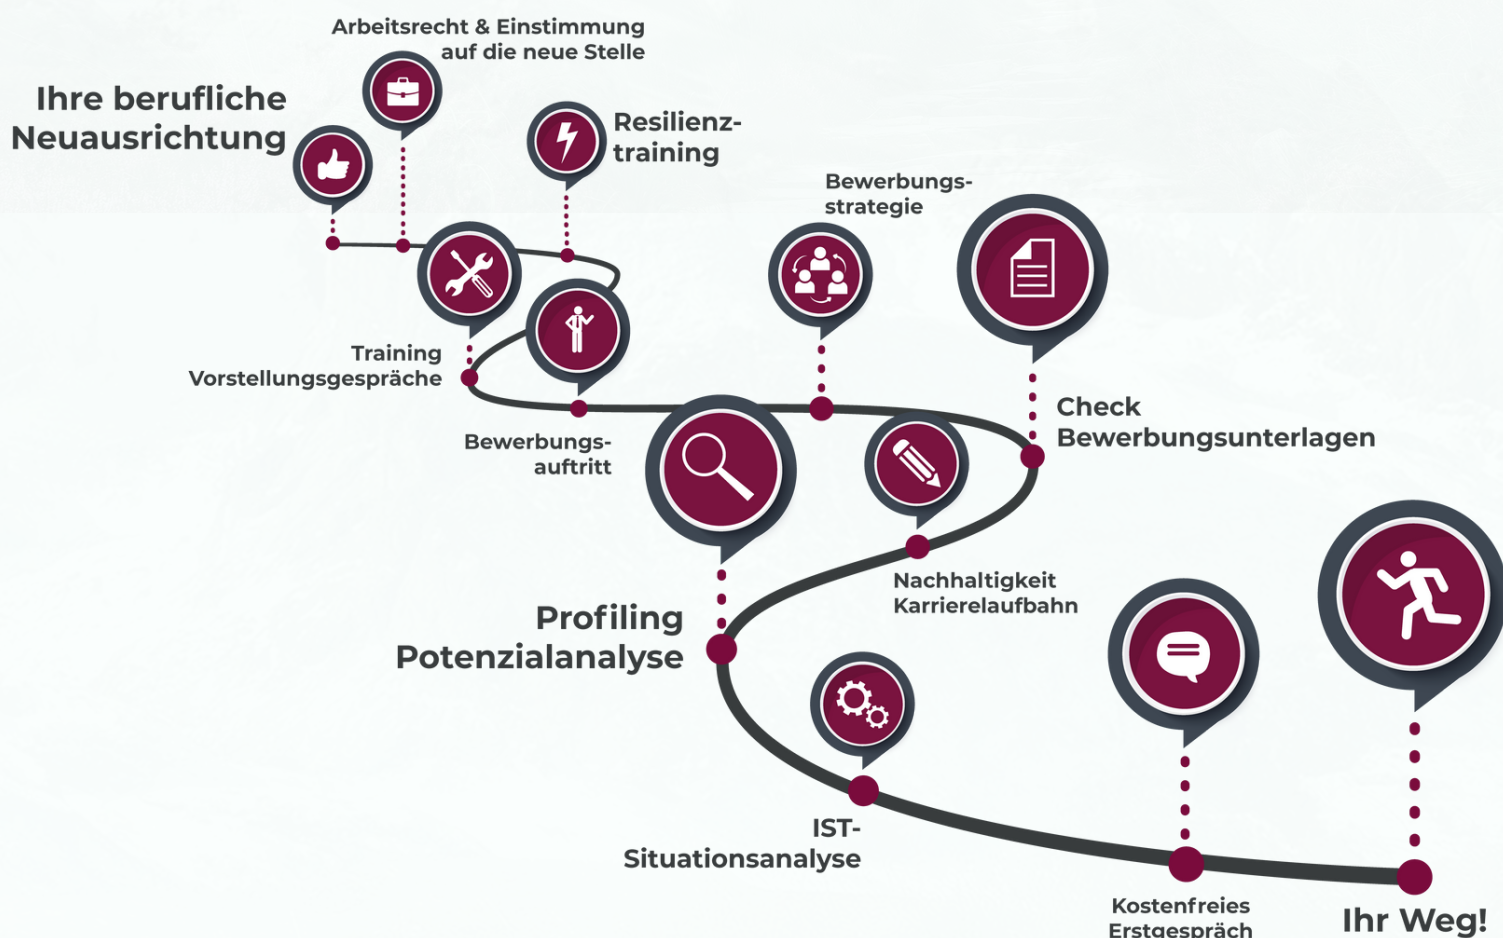 Arbeitsrecht & Einstimmung
auf die neue Stelle
Ihre berufliche
Neuausrichtung
Resilienz-
training
Bewerbungs-
strategie
Training
Vorstellungsgespräche
Check
Bewerbungsunterlagen
Bewerbungs-
auftritt
Nachhaltigkeit
Karrierelaufbahn
Profiling
Potenzialanalyse
IST-
Situationsanalyse
Kostenfreies
Erstgespräch
Ihr Weg!